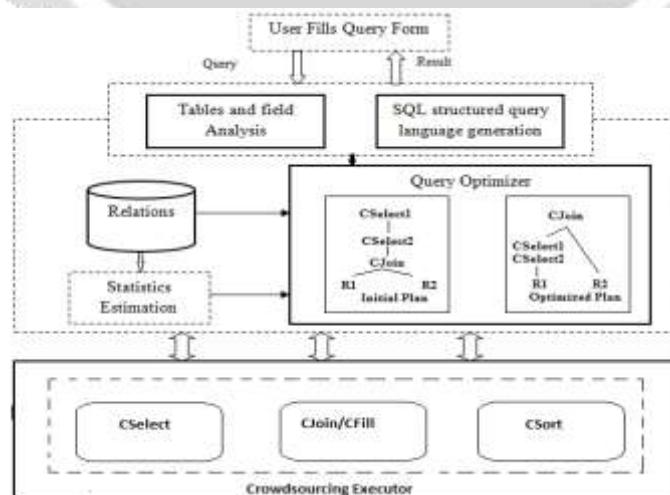 User Fills Query Form
Query
Result
Tables and field
Analysis
SQL structured query
language generation
Query Optimizer
Relations
CSelect1
CSelect2
CJoin
R1 R2
Initial Plan
CJoin
CSelect1
CSelect2
R1 R2
Optimized Plan
Statistics
Estimation
CSelect
CJoin/CFill
CSort
Crowdsourcing Executor